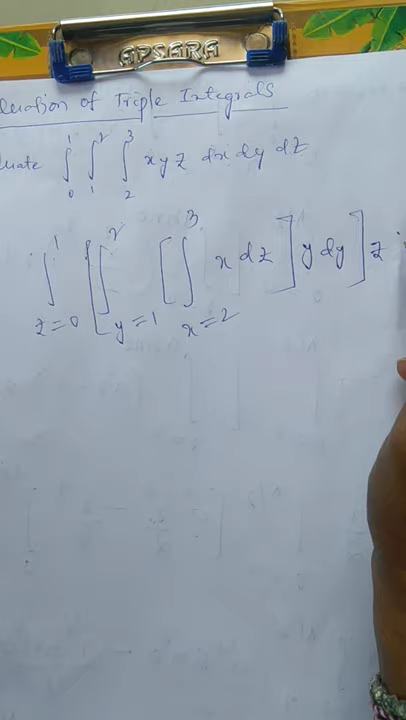 APSARA
luation of Triple Integrals
uate ∫₀¹ ∫₁² ∫₂³ xyz dx dy dz
∫_{z=0}^{1} [ ∫_{y=1}^{2} [ ∫_{x=2}^{3} x dz ] y dy ] z